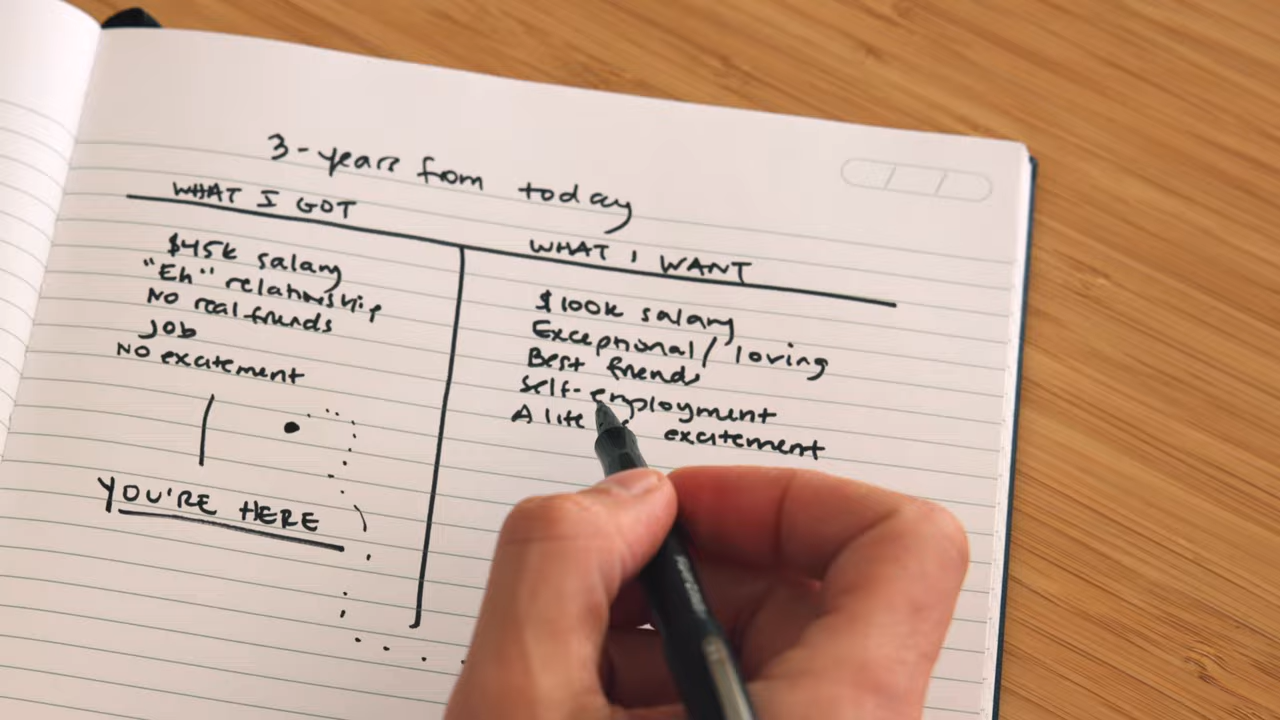 3-years from today
WHAT I GOT
$45k salary
"Eh" relationship
No real friends
Job
No excitement
YOU'RE HERE
WHAT I WANT
$100k salary
Exceptional/loving
Best friends
Self-employment
A life excitement